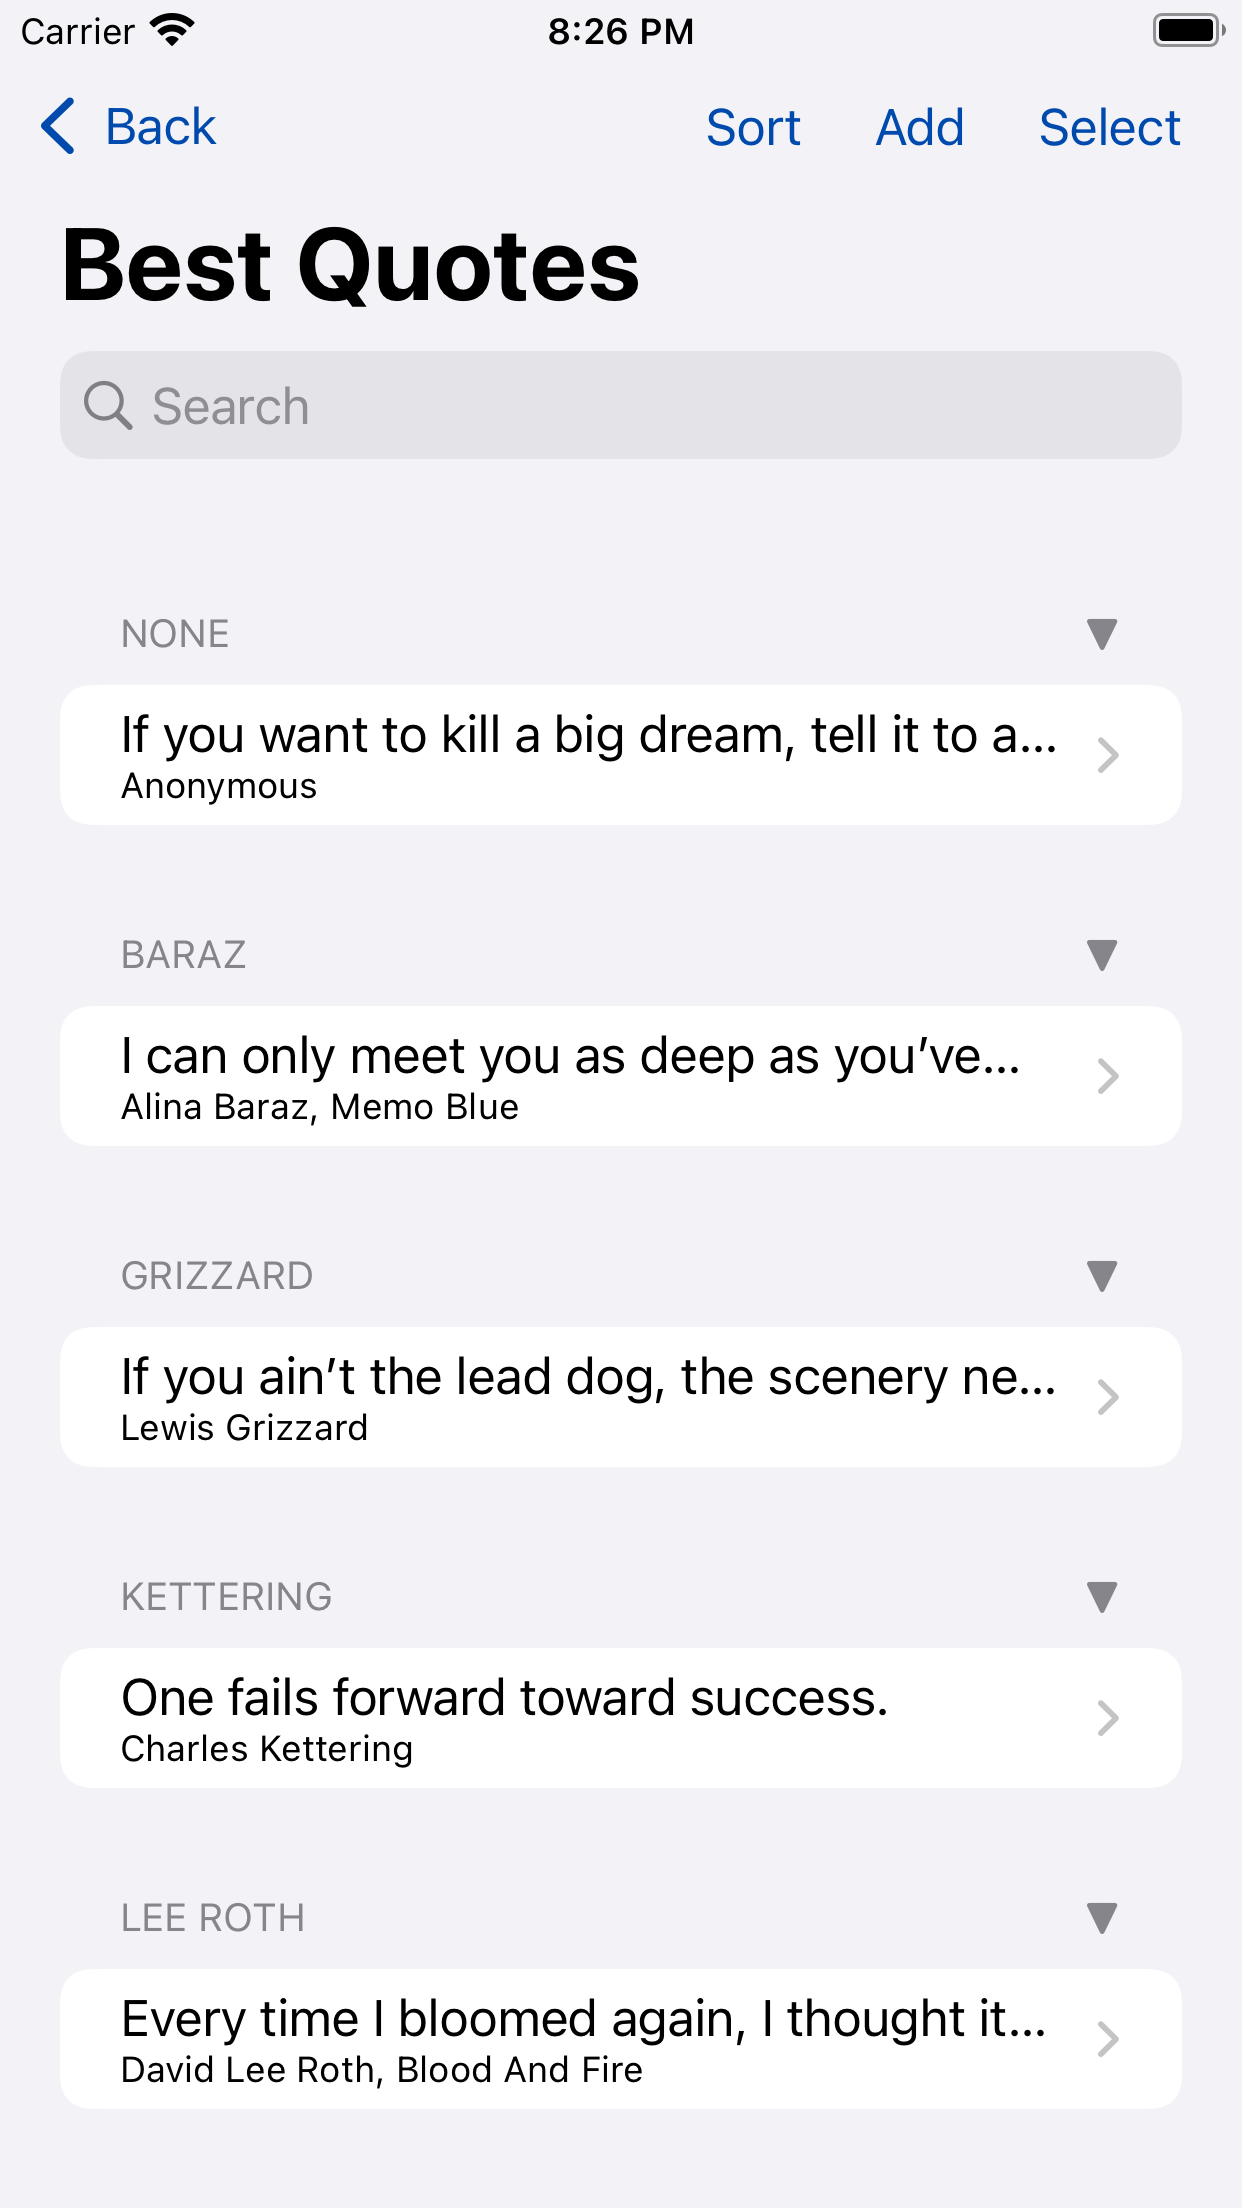 Carrier 8:26 PM
Back Sort Add Select
Best Quotes
Search
NONE
If you want to kill a big dream, tell it to a...
Anonymous
BARAZ
I can only meet you as deep as you’ve...
Alina Baraz, Memo Blue
GRIZZARD
If you ain’t the lead dog, the scenery ne...
Lewis Grizzard
KETTERING
One fails forward toward success.
Charles Kettering
LEE ROTH
Every time I bloomed again, I thought it...
David Lee Roth, Blood And Fire